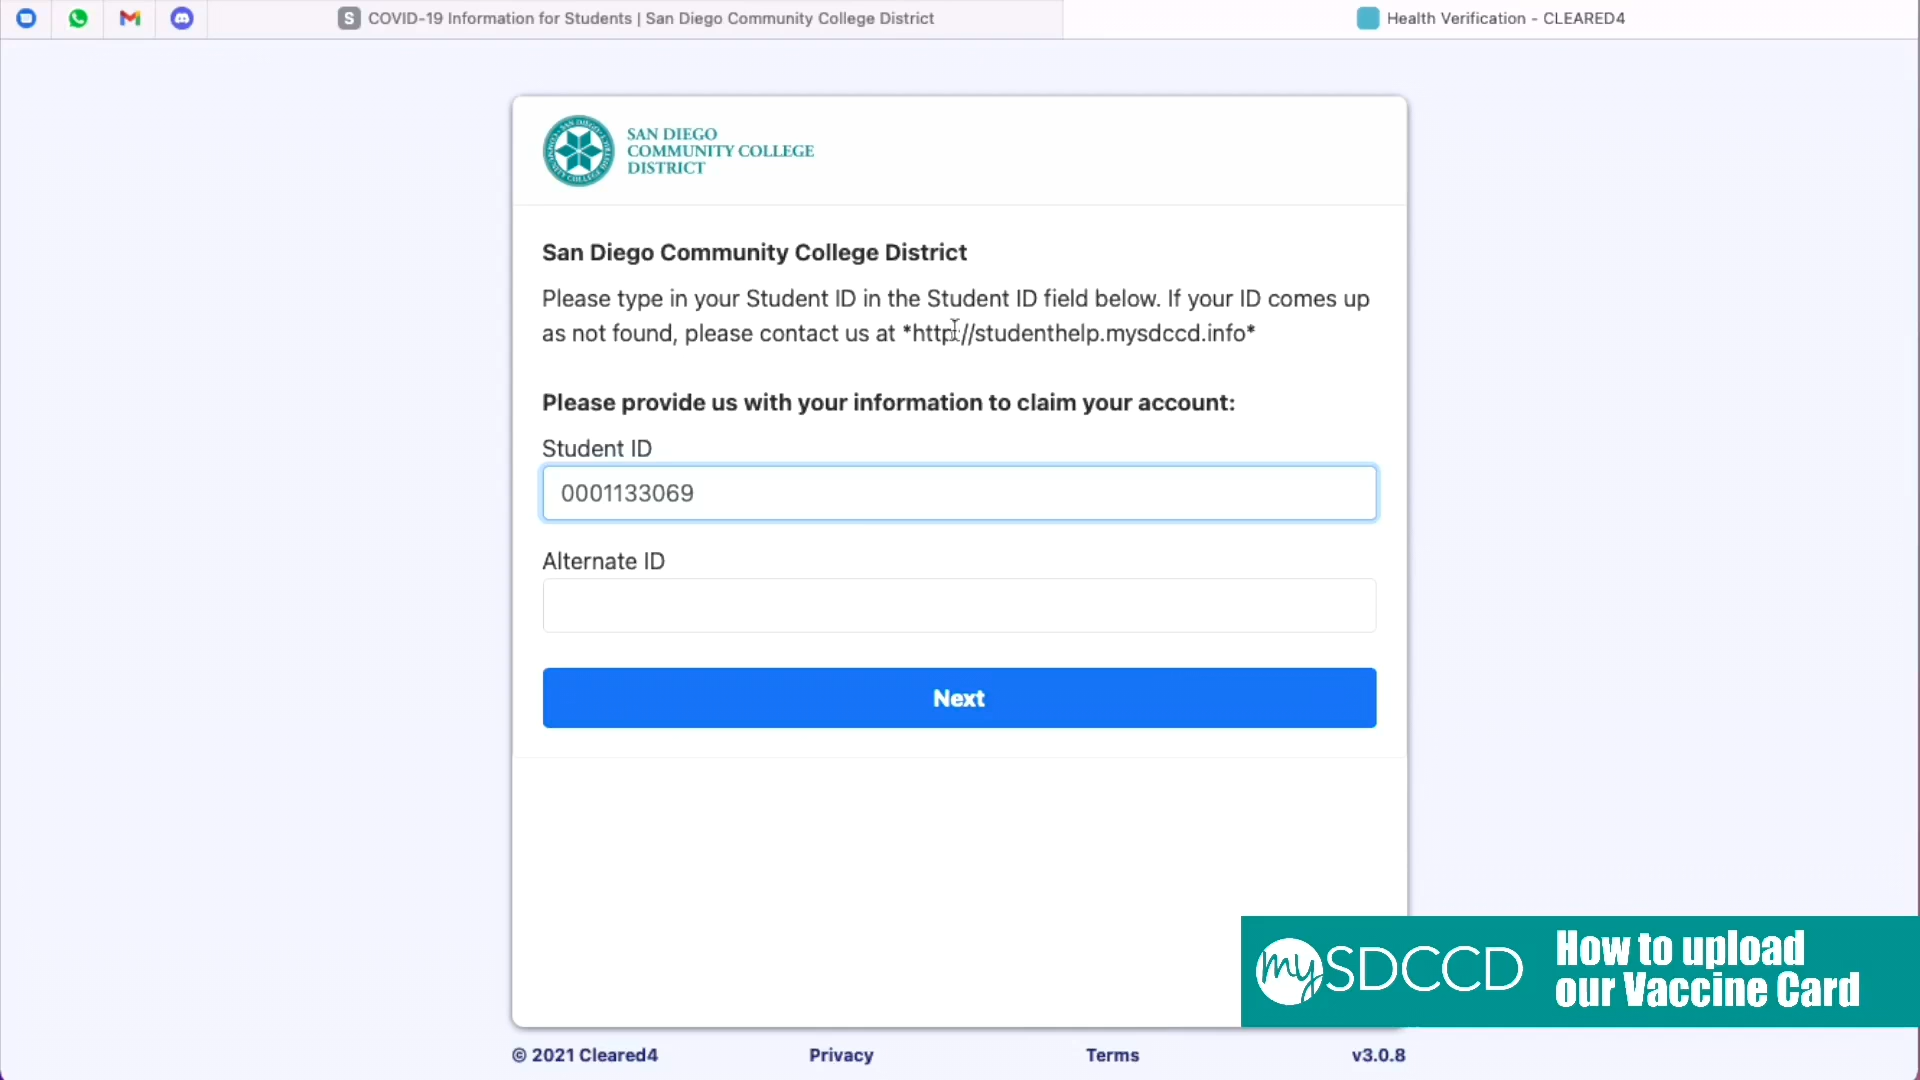 S COVID-19 Information for Students | San Diego Community College District
Health Verification - CLEARED4
SAN DIEGO
COMMUNITY COLLEGE
DISTRICT
San Diego Community College District
Please type in your Student ID in the Student ID field below. If your ID comes up
as not found, please contact us at *http://studenthelp.mysdccd.info*
Please provide us with your information to claim your account:
Student ID
0001133069
Alternate ID
Next
mySDCCD
How to upload
our Vaccine Card
© 2021 Cleared4
Privacy
Terms
v3.0.8